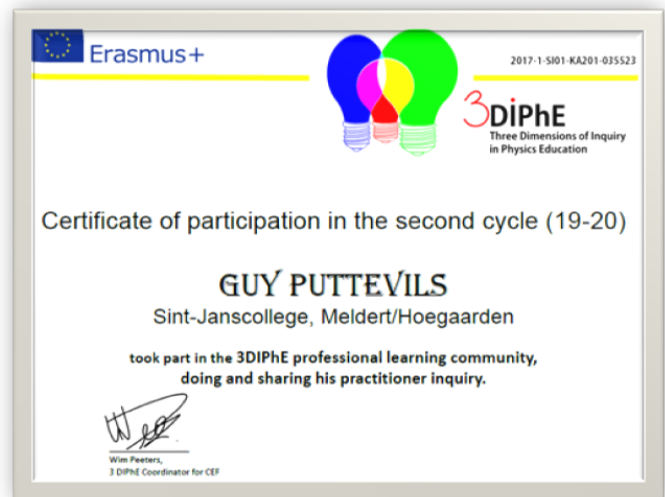 Erasmus+
2017-1-SI01-KA201-035523
3DIPhE
Three Dimensions of Inquiry
in Physics Education
Certificate of participation in the second cycle (19-20)
GUY PUTTEVILS
Sint-Janscollege, Meldert/Hoegaarden
took part in the 3DIPhE professional learning community,
doing and sharing his practitioner inquiry.
Wim Peeters,
3 DIPhE Coordinator for CEF